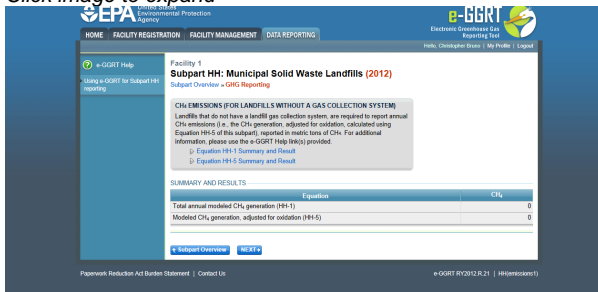 Click image to expand
EPA United States Environmental Protection Agency
e-GGRT
Electronic Greenhouse Gas
Reporting Tool
HOME FACILITY REGISTRATION FACILITY MANAGEMENT DATA REPORTING
Hello, Christopher Bruno | My Profile | Logout
e-GGRT Help
Using e-GGRT for Subpart HH
reporting
Facility 1
Subpart HH: Municipal Solid Waste Landfills (2012)
Subpart Overview » GHG Reporting
CH₄ EMISSIONS (FOR LANDFILLS WITHOUT A GAS COLLECTION SYSTEM)
Landfills that do not have a landfill gas collection system, are required to report annual
CH₄ emissions (i.e., the CH₄ generation, adjusted for oxidation, calculated using
Equation HH-5 of this subpart), reported in metric tons of CH₄. For additional
information, please use the e-GGRT Help link(s) provided.
Equation HH-1 Summary and Result
Equation HH-5 Summary and Result
SUMMARY AND RESULTS
Equation CH₄
Total annual modeled CH₄ generation (HH-1) 0
Modeled CH₄ generation, adjusted for oxidation (HH-5) 0
Subpart Overview NEXT
Paperwork Reduction Act Burden Statement | Contact Us e-GGRT RY2012.R.21 | HH(emissions1)